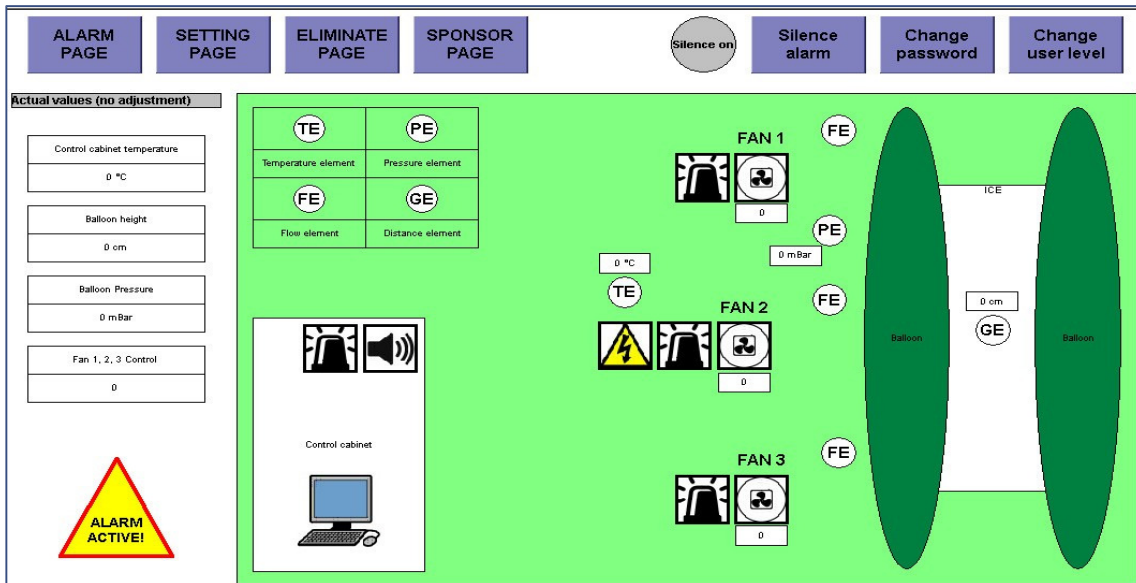 ALARM
PAGE
SETTING
PAGE
ELIMINATE
PAGE
SPONSOR
PAGE
Silence on
Silence
alarm
Change
password
Change
user level
Actual values (no adjustment)
Control cabinet temperature
0 °C
Balloon height
0 cm
Balloon Pressure
0 mBar
Fan 1, 2, 3 Control
0
ALARM
ACTIVE!
TE
PE
Temperature element
Pressure element
FE
GE
Flow element
Distance element
Control cabinet
FAN 1
0
FE
PE
0 mBar
0 °C
TE
FE
FAN 2
0
FAN 3
0
FE
Balloon
ICE
0 cm
GE
Balloon